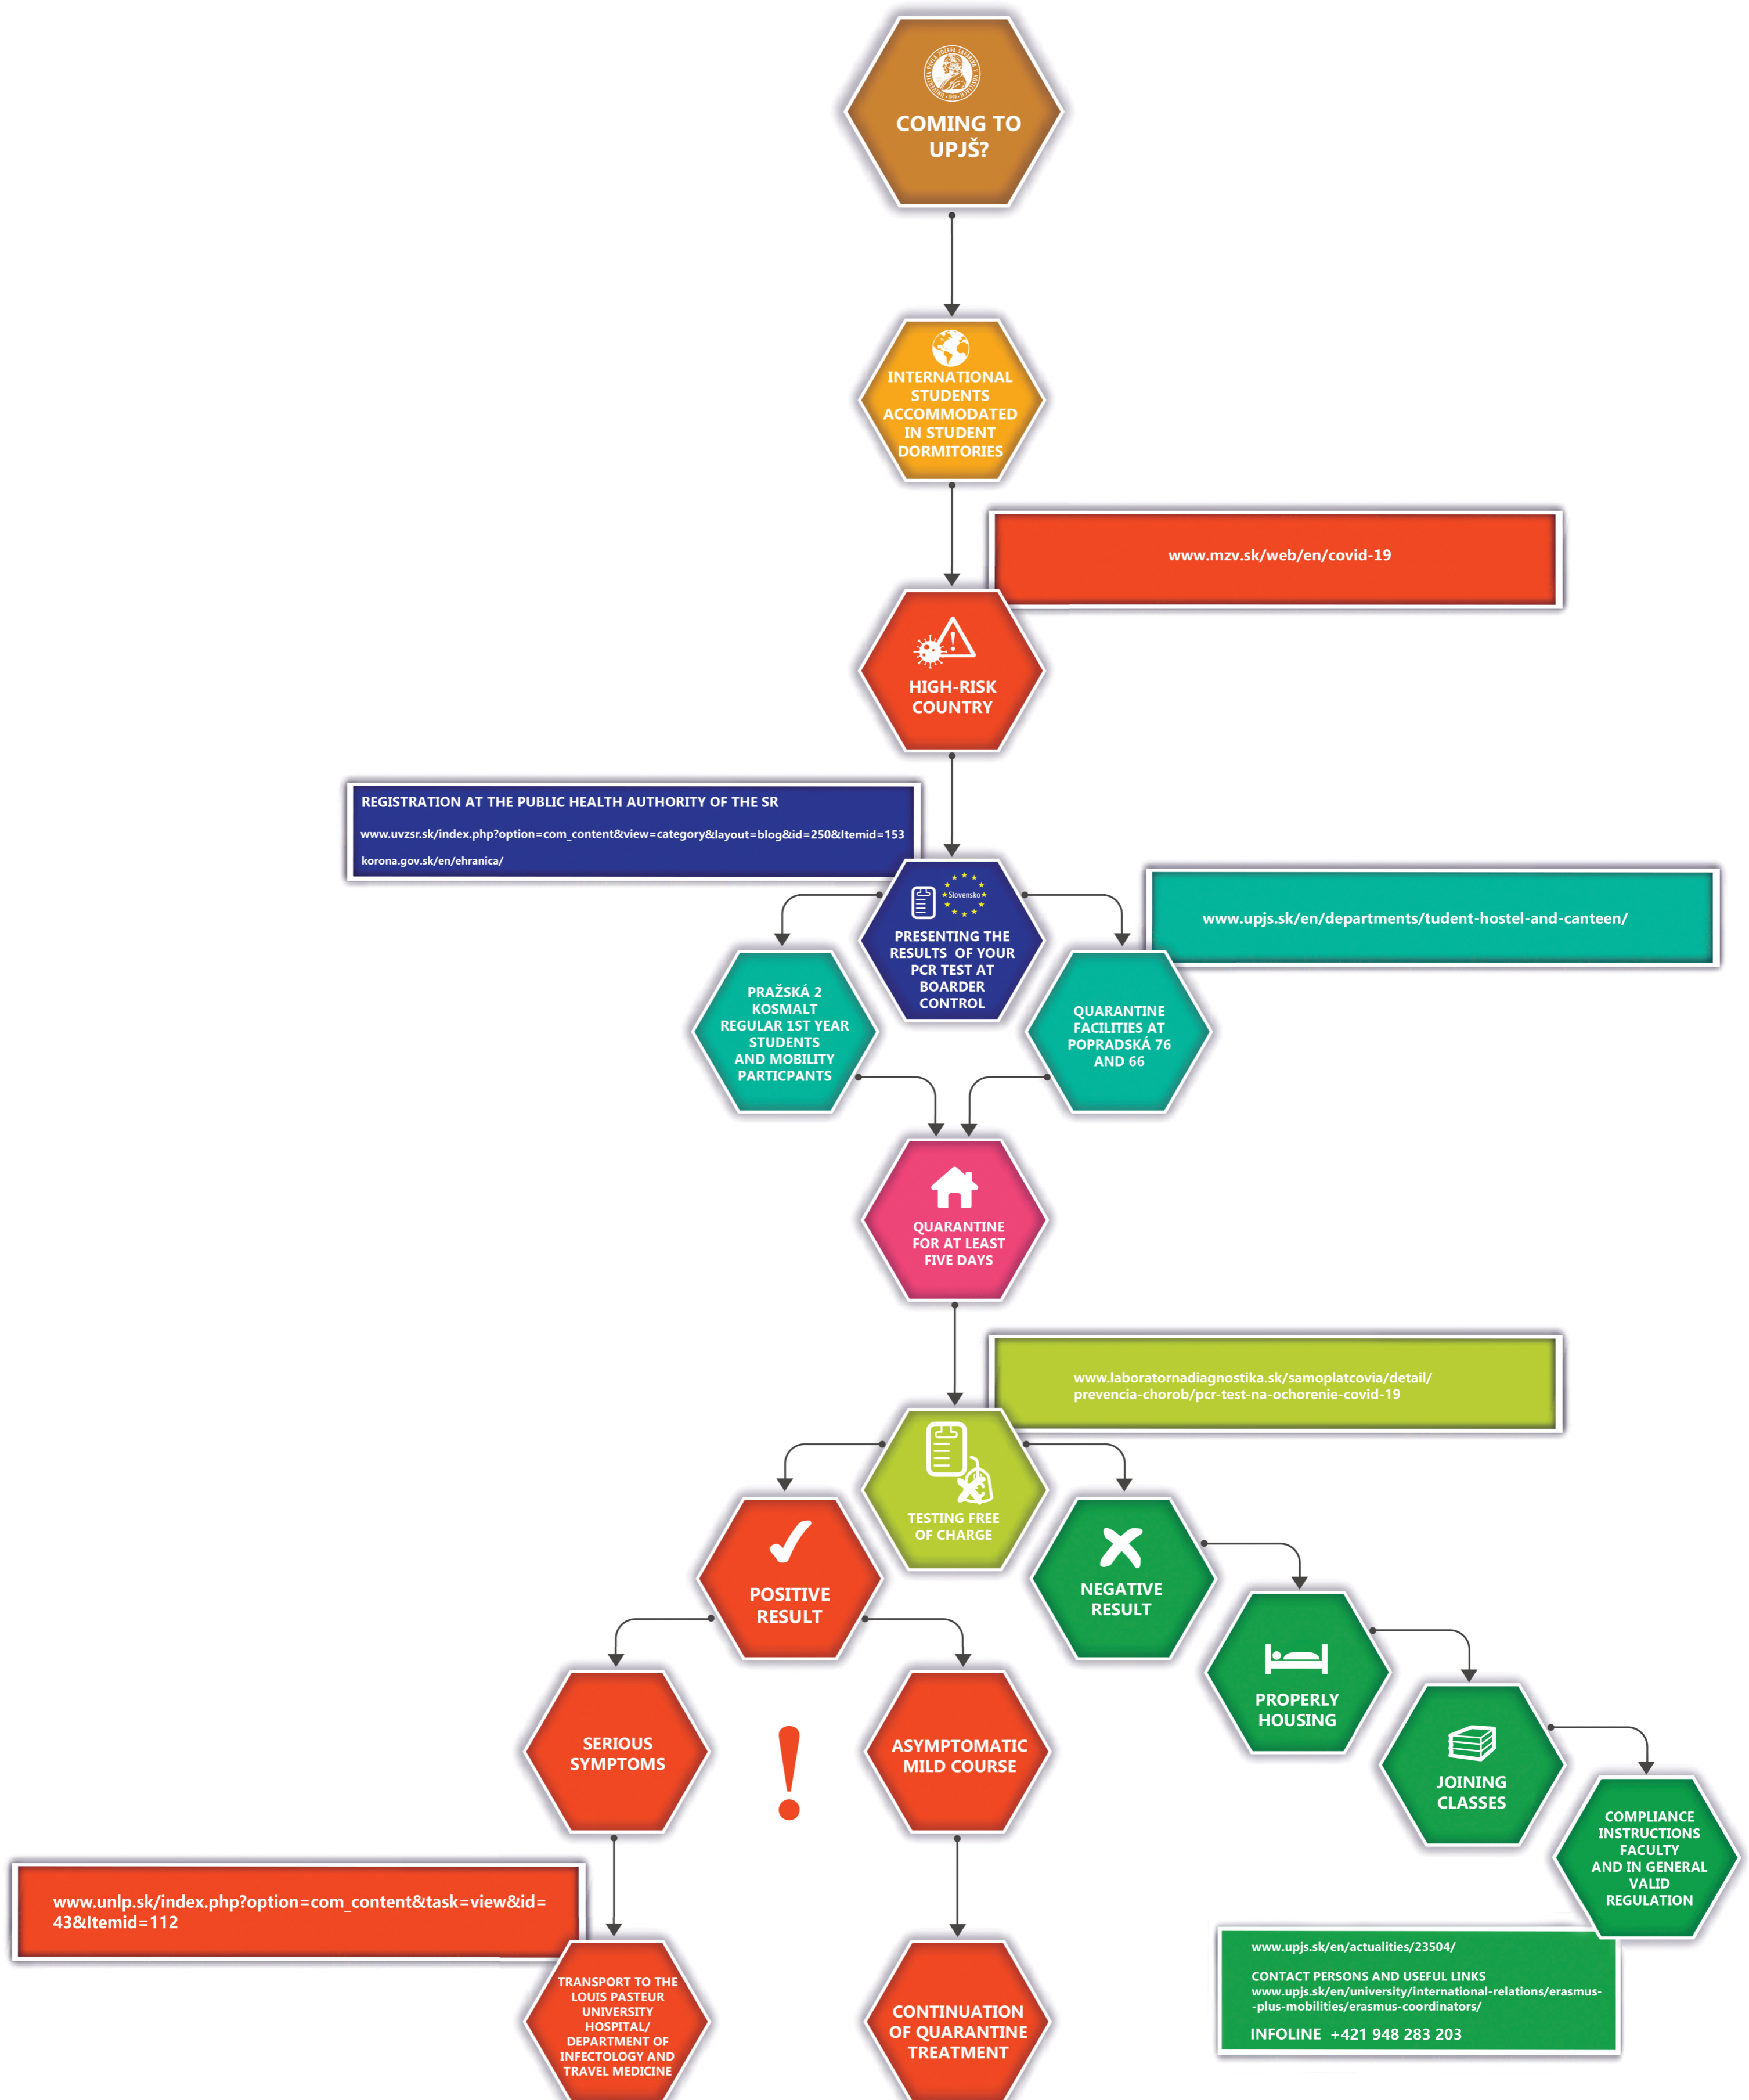 COMING TO
UPJŠ?
INTERNATIONAL
STUDENTS
ACCOMMODATED
IN STUDENT
DORMITORIES
www.mzv.sk/web/en/covid-19
HIGH-RISK
COUNTRY
REGISTRATION AT THE PUBLIC HEALTH AUTHORITY OF THE SR
www.uvzsr.sk/index.php?option=com_content&view=category&layout=blog&id=250&Itemid=153
korona.gov.sk/en/ehranica/
Slovensko
PRESENTING THE
RESULTS OF YOUR
PCR TEST AT
BOARDER
CONTROL
www.upjs.sk/en/departments/tudent-hostel-and-canteen/
PRAŽSKÁ 2
KOSMALT
REGULAR 1ST YEAR
STUDENTS
AND MOBILITY
PARTICPANTS
QUARANTINE
FACILITIES AT
POPRADSKÁ 76
AND 66
QUARANTINE
FOR AT LEAST
FIVE DAYS
www.laboratornadiagnostika.sk/samoplatcovia/detail/
prevencia-chorob/pcr-test-na-ochorenie-covid-19
TESTING FREE
OF CHARGE
POSITIVE
RESULT
NEGATIVE
RESULT
PROPERLY
HOUSING
JOINING
CLASSES
COMPLIANCE
INSTRUCTIONS
FACULTY
AND IN GENERAL
VALID
REGULATION
SERIOUS
SYMPTOMS
!
ASYMPTOMATIC
MILD COURSE
www.unlp.sk/index.php?option=com_content&task=view&id=
43&Itemid=112
TRANSPORT TO THE
LOUIS PASTEUR
UNIVERSITY
HOSPITAL/
DEPARTMENT OF
INFECTOLOGY AND
TRAVEL MEDICINE
CONTINUATION
OF QUARANTINE
TREATMENT
www.upjs.sk/en/actualities/23504/
CONTACT PERSONS AND USEFUL LINKS
www.upjs.sk/en/university/international-relations/erasmus-
-plus-mobilities/erasmus-coordinators/
INFOLINE +421 948 283 203